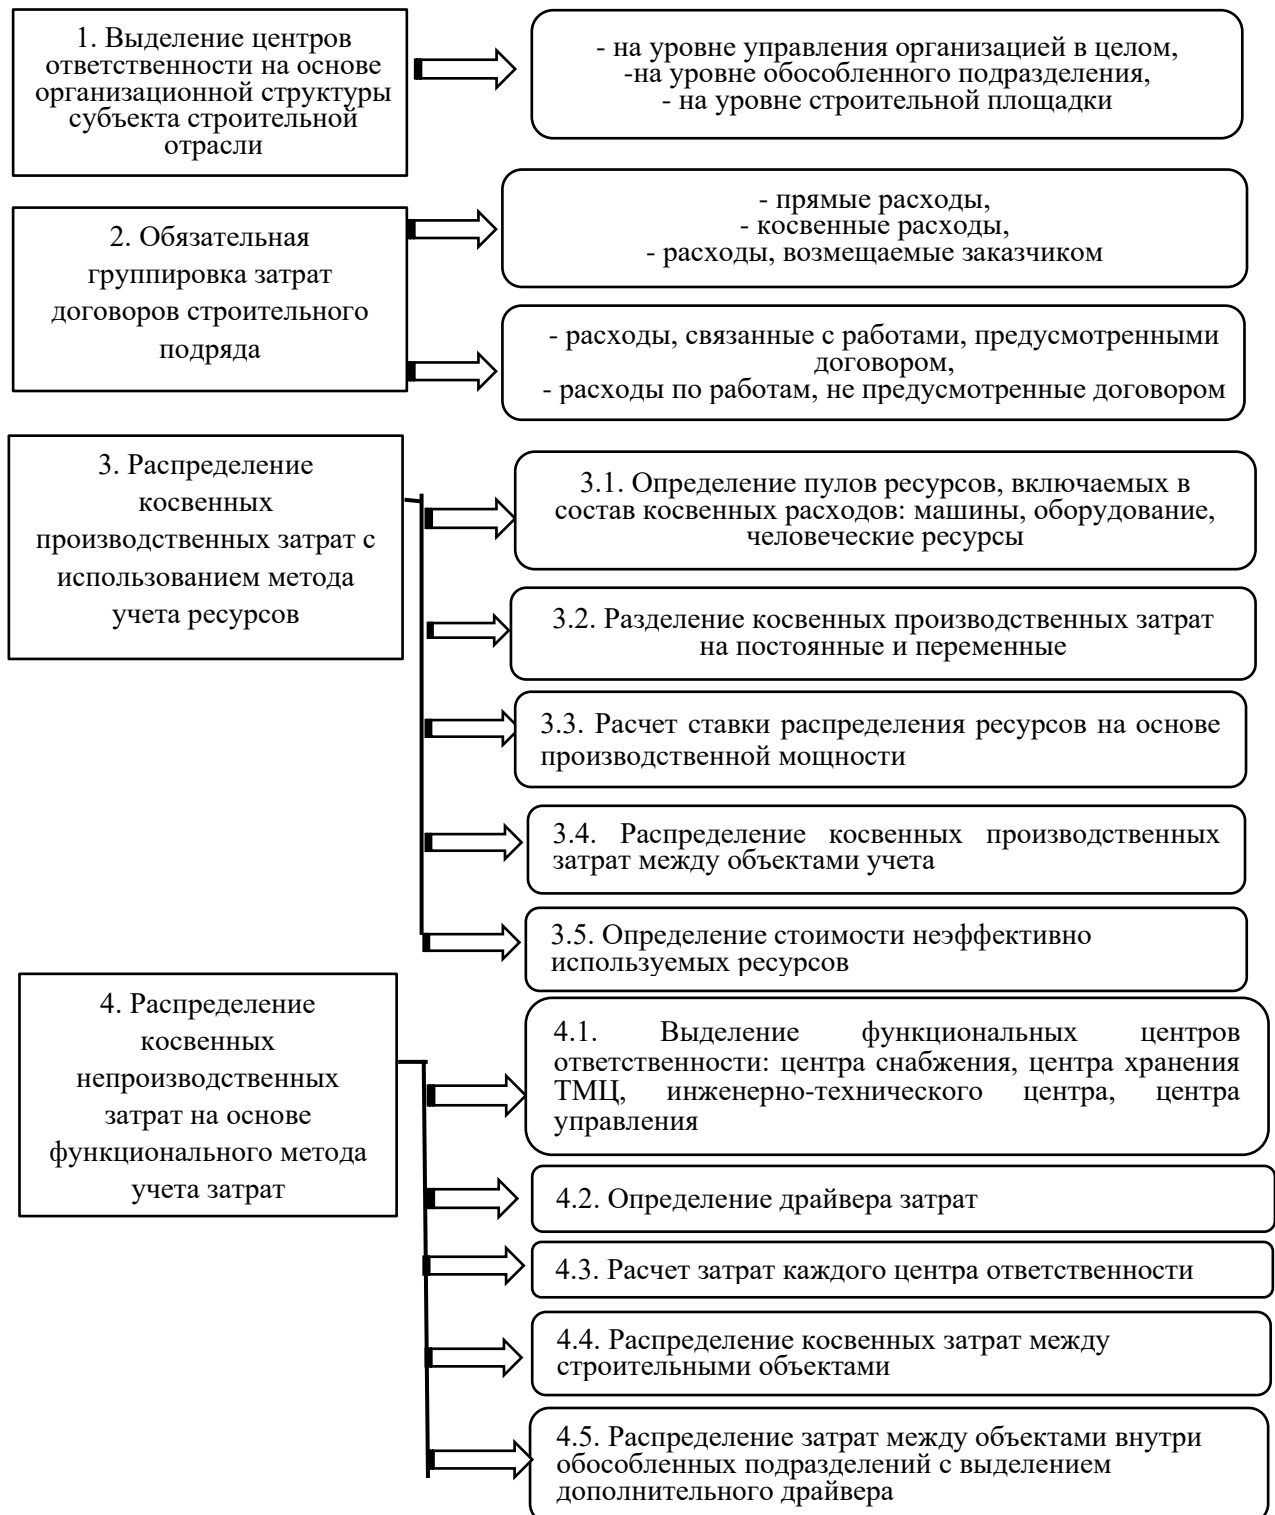 1. Выделение центров
ответственности на основе
организационной структуры
субъекта строительной
отрасли
- на уровне управления организацией в целом,
-на уровне обособленного подразделения,
- на уровне строительной площадки
2. Обязательная
группировка затрат
договоров строительного
подряда
- прямые расходы,
- косвенные расходы,
- расходы, возмещаемые заказчиком
- расходы, связанные с работами, предусмотренными
договором,
- расходы по работам, не предусмотренные договором
3. Распределение
косвенных
производственных затрат с
использованием метода
учета ресурсов
3.1. Определение пулов ресурсов, включаемых в
состав косвенных расходов: машины, оборудование,
человеческие ресурсы
3.2. Разделение косвенных производственных затрат
на постоянные и переменные
3.3. Расчет ставки распределения ресурсов на основе
производственной мощности
3.4. Распределение косвенных производственных
затрат между объектами учета
3.5. Определение стоимости неэффективно
используемых ресурсов
4. Распределение
косвенных
непроизводственных
затрат на основе
функционального метода
учета затрат
4.1. Выделение функциональных центров
ответственности: центра снабжения, центра хранения
ТМЦ, инженерно-технического центра, центра
управления
4.2. Определение драйвера затрат
4.3. Расчет затрат каждого центра ответственности
4.4. Распределение косвенных затрат между
строительными объектами
4.5. Распределение затрат между объектами внутри
обособленных подразделений с выделением
дополнительного драйвера